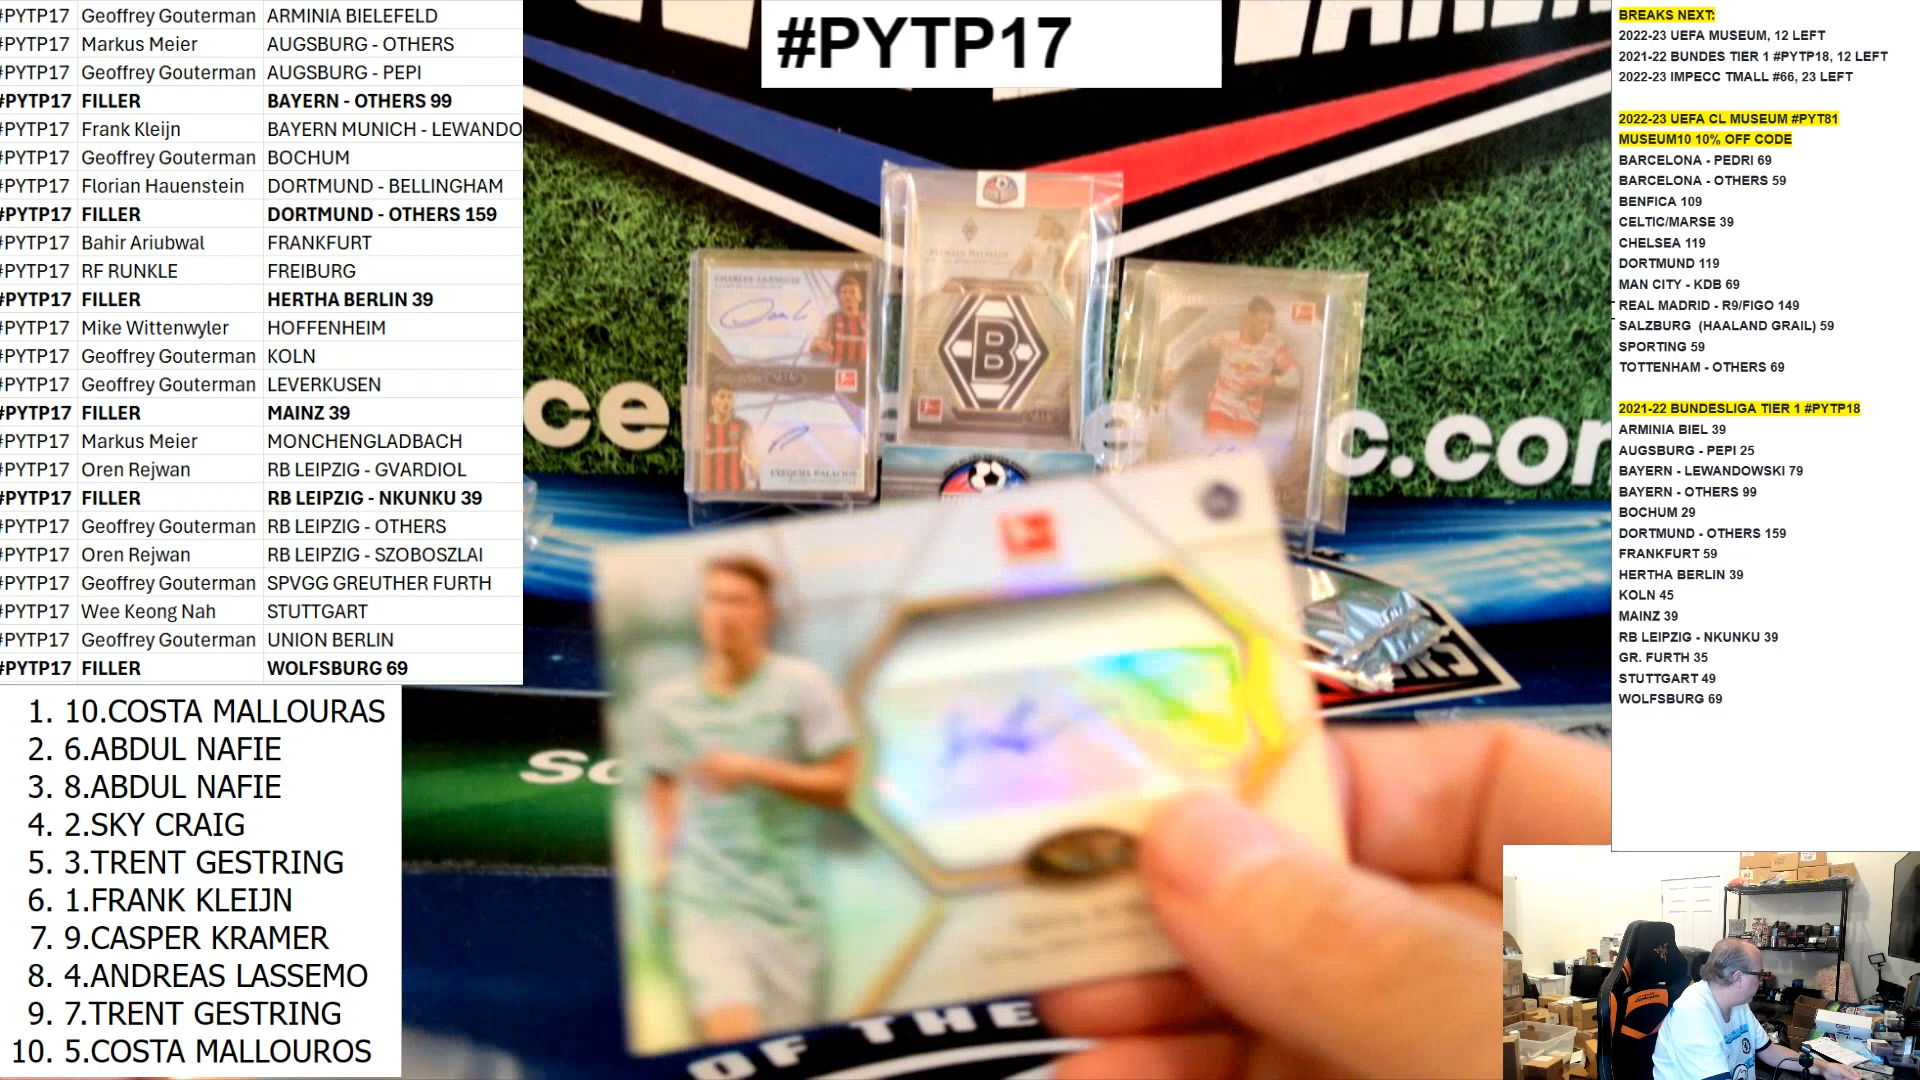 #PYTP17 Geoffrey Gouterman ARMINIA BIELEFELD
#PYTP17 Markus Meier AUGSBURG - OTHERS
#PYTP17 Geoffrey Gouterman AUGSBURG - PEPI
#PYTP17 FILLER BAYERN - OTHERS 99
#PYTP17 Frank Kleijn BAYERN MUNICH - LEWANDO
#PYTP17 Geoffrey Gouterman BOCHUM
#PYTP17 Florian Hauenstein DORTMUND - BELLINGHAM
#PYTP17 FILLER DORTMUND - OTHERS 159
#PYTP17 Bahir Ariubwal FRANKFURT
#PYTP17 RF RUNKLE FREIBURG
#PYTP17 FILLER HERTHA BERLIN 39
#PYTP17 Mike Wittenwyler HOFFENHEIM
#PYTP17 Geoffrey Gouterman KOLN
#PYTP17 Geoffrey Gouterman LEVERKUSEN
#PYTP17 FILLER MAINZ 39
#PYTP17 Markus Meier MONCHENGLADBACH
#PYTP17 Oren Rejwan RB LEIPZIG - GVARDIOL
#PYTP17 FILLER RB LEIPZIG - NKUNKU 39
#PYTP17 Geoffrey Gouterman RB LEIPZIG - OTHERS
#PYTP17 Oren Rejwan RB LEIPZIG - SZOBOSZLAI
#PYTP17 Geoffrey Gouterman SPVGG GREUTHER FURTH
#PYTP17 Wee Keong Nah STUTTGART
#PYTP17 Geoffrey Gouterman UNION BERLIN
#PYTP17 FILLER WOLFSBURG 69
1. 10.COSTA MALLOURAS
2. 6.ABDUL NAFIE
3. 8.ABDUL NAFIE
4. 2.SKY CRAIG
5. 3.TRENT GESTRING
6. 1.FRANK KLEIJN
7. 9.CASPER KRAMER
8. 4.ANDREAS LASSEMO
9. 7.TRENT GESTRING
10. 5.COSTA MALLOUROS
#PYTP17
CHARLES ARÁNGUIZ
EXEQUIEL PALACIOS
FLORIAN NEUHAUS
B
ce
c.com
OF THE
BREAKS NEXT:
2022-23 UEFA MUSEUM, 12 LEFT
2021-22 BUNDES TIER 1 #PYTP18, 12 LEFT
2022-23 IMPECC TMALL #66, 23 LEFT
2022-23 UEFA CL MUSEUM #PYT81
MUSEUM10 10% OFF CODE
BARCELONA - PEDRI 69
BARCELONA - OTHERS 59
BENFICA 109
CELTIC/MARSE 39
CHELSEA 119
DORTMUND 119
MAN CITY - KDB 69
REAL MADRID - R9/FIGO 149
SALZBURG (HAALAND GRAIL) 59
SPORTING 59
TOTTENHAM - OTHERS 69
2021-22 BUNDESLIGA TIER 1 #PYTP18
ARMINIA BIEL 39
AUGSBURG - PEPI 25
BAYERN - LEWANDOWSKI 79
BAYERN - OTHERS 99
BOCHUM 29
DORTMUND - OTHERS 159
FRANKFURT 59
HERTHA BERLIN 39
KOLN 45
MAINZ 39
RB LEIPZIG - NKUNKU 39
GR. FURTH 35
STUTTGART 49
WOLFSBURG 69